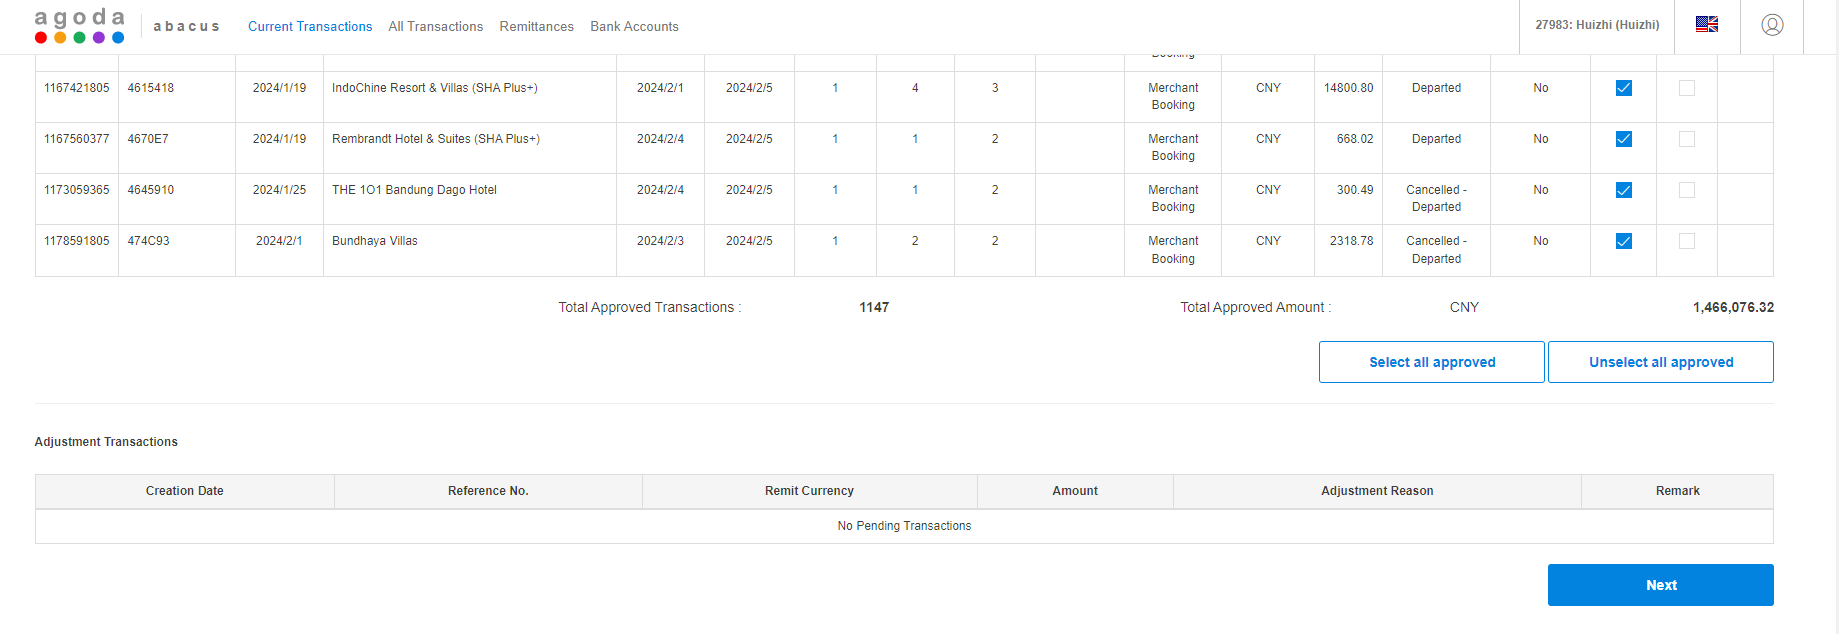 agoda
abacus
Current Transactions
All Transactions
Remittances
Bank Accounts
27983: Huizhi (Huizhi)
Booking
1167421805 4615418 2024/1/19 IndoChine Resort & Villas (SHA Plus+) 2024/2/1 2024/2/5 1 4 3 Merchant Booking CNY 14800.80 Departed No
1167560377 4670E7 2024/1/19 Rembrandt Hotel & Suites (SHA Plus+) 2024/2/4 2024/2/5 1 1 2 Merchant Booking CNY 668.02 Departed No
1173059365 4645910 2024/1/25 THE 1O1 Bandung Dago Hotel 2024/2/4 2024/2/5 1 1 2 Merchant Booking CNY 300.49 Cancelled - Departed No
1178591805 474C93 2024/2/1 Bundhaya Villas 2024/2/3 2024/2/5 1 2 2 Merchant Booking CNY 2318.78 Cancelled - Departed No
Total Approved Transactions : 1147 Total Approved Amount : CNY 1,466,076.32
Select all approved
Unselect all approved
Adjustment Transactions
Creation Date Reference No. Remit Currency Amount Adjustment Reason Remark
No Pending Transactions
Next